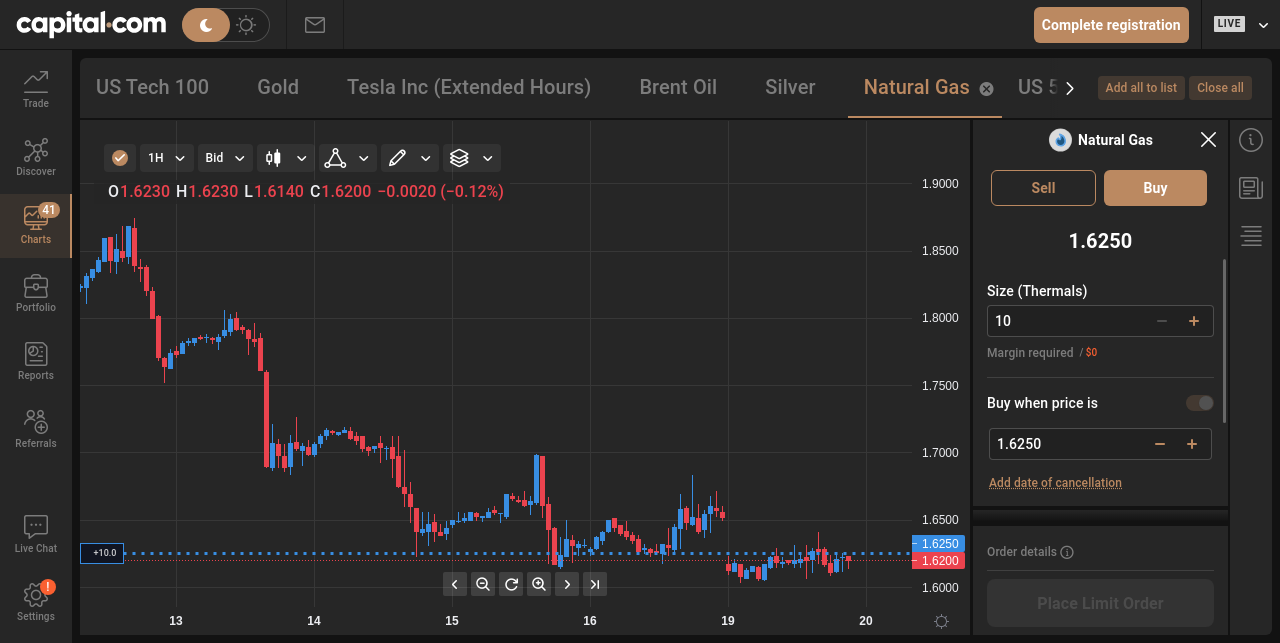 capital.com
Complete registration
LIVE
Trade
Discover
41
Charts
Portfolio
Reports
Referrals
Live Chat
!
Settings
US Tech 100
Gold
Tesla Inc (Extended Hours)
Brent Oil
Silver
Natural Gas
US 5
Add all to list
Close all
1H
Bid
O1.6230 H1.6230 L1.6140 C1.6200 −0.0020 (−0.12%)
1.9000
1.8500
1.8000
1.7500
1.7000
1.6500
1.6250
1.6200
1.6000
+10.0
13
14
15
16
19
20
Natural Gas
Sell
Buy
1.6250
Size (Thermals)
10
Margin required / $0
Buy when price is
1.6250
Add date of cancellation
Order details
Place Limit Order